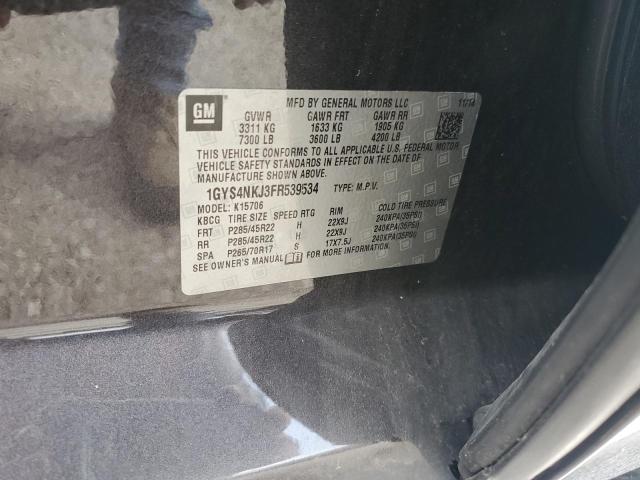 GM
MFD BY GENERAL MOTORS LLC 11/14
GVWR GAWR FRT GAWR RR
3311 KG 1633 KG 1905 KG
7300 LB 3600 LB 4200 LB
THIS VEHICLE CONFORMS TO ALL APPLICABLE U.S. FEDERAL MOTOR
VEHICLE SAFETY STANDARDS IN EFFECT ON THE DATE OF
MANUFACTURE SHOWN ABOVE.
1GYS4NKJ3FR539534 TYPE: M.P.V.
MODEL: K15706
KBCG TIRE SIZE SPEED RTG RIM COLD TIRE PRESSURE
FRT P285/45R22 H 22X9J 240KPA(35PSI)
RR P285/45R22 H 22X9J 240KPA(35PSI)
SPA P265/70R17 S 17X7.5J 240KPA(35PSI)
SEE OWNER'S MANUAL FOR MORE INFORMATION.